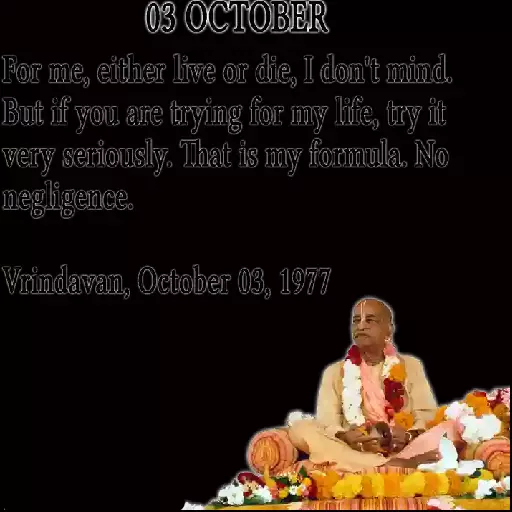 03 OCTOBER
For me, either live or die, I don't mind.
But if you are trying for my life, try it
very seriously. That is my formula. No
negligence.
Vrindavan, October 03, 1977